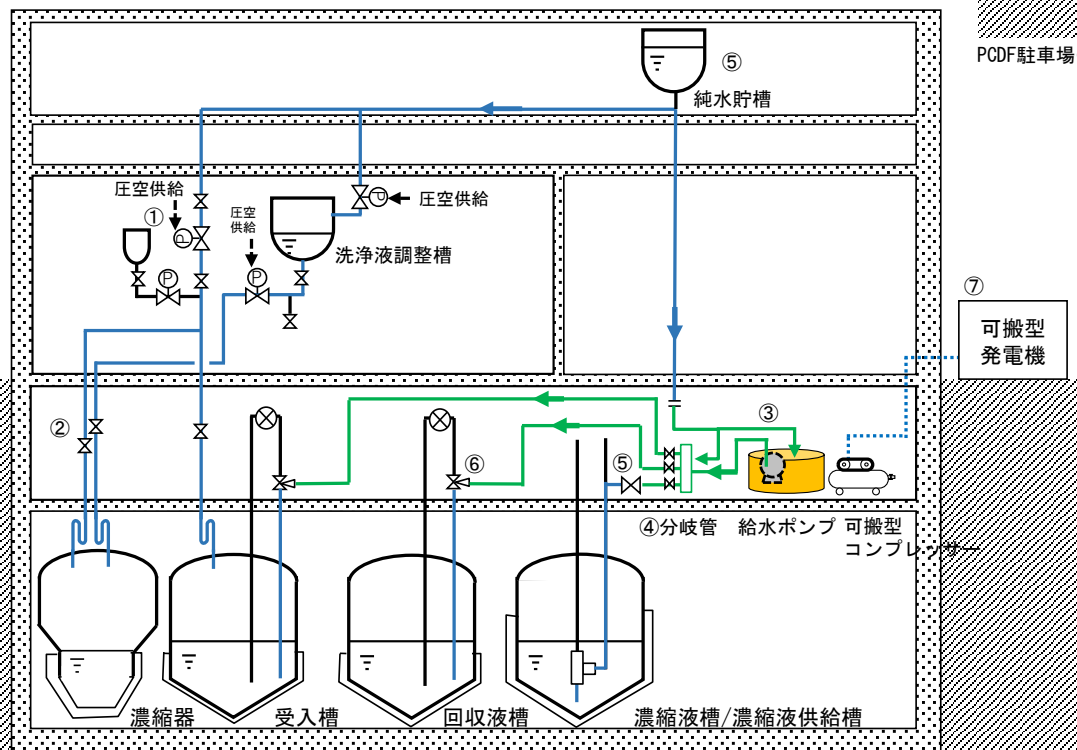 PCDF駐車場
⑤
純水貯槽
圧空供給
①
圧空
供給
P
P
P
P
圧空供給
洗浄液調整槽
⑦
可搬型
発電機
②
③
⑥
⑤
④分岐管
給水ポンプ
可搬型
コンプレッサー
濃縮器
受入槽
回収液槽
濃縮液槽/濃縮液供給槽